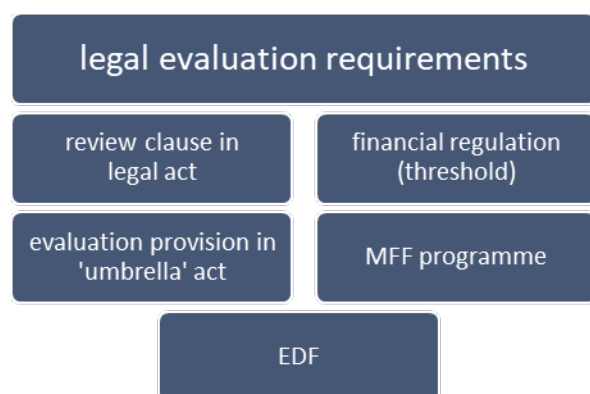 legal evaluation requirements
review clause in
legal act
financial regulation
(threshold)
evaluation provision in
'umbrella' act
MFF programme
EDF